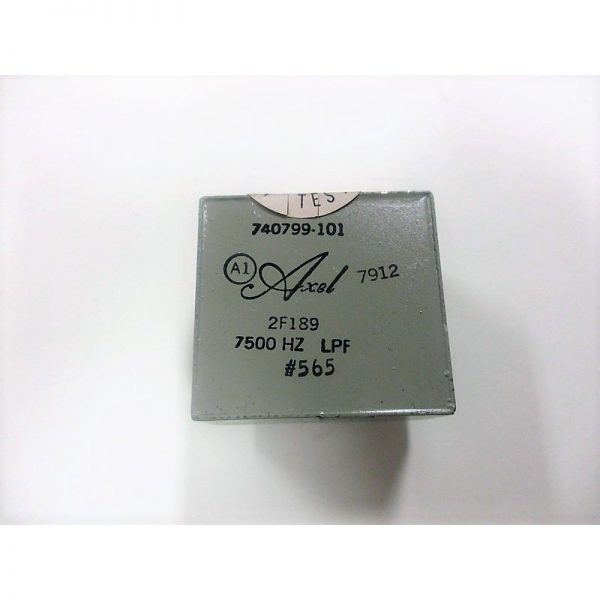 TES
740799-101
A1 Axel 7912
2F189
7500 HZ LPF
#565